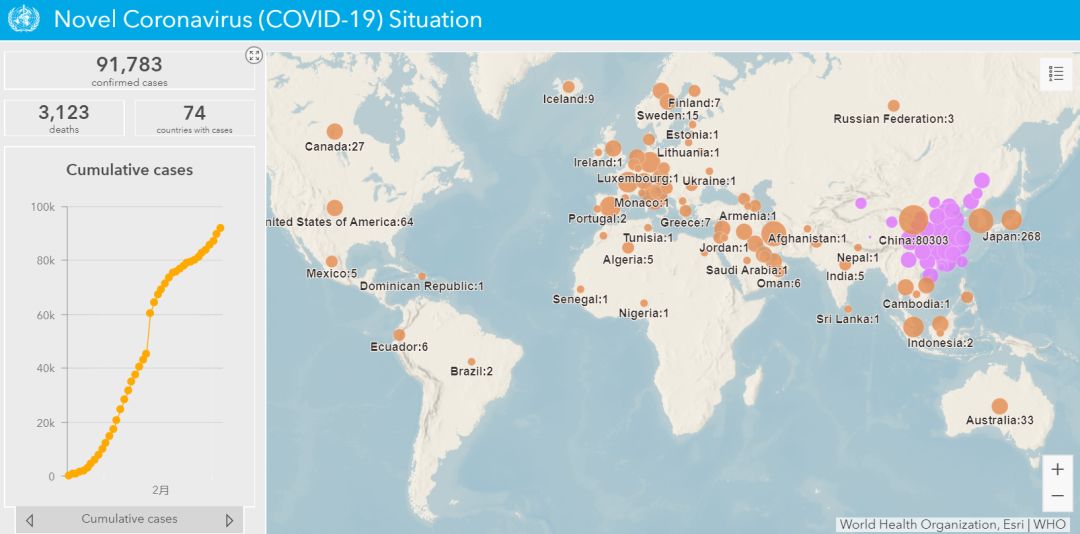 Novel Coronavirus (COVID-19) Situation
91,783
confirmed cases
3,123
deaths
74
countries with cases
Cumulative cases
100k
80k
60k
40k
20k
0
2月
Cumulative cases
Iceland:9
Finland:7
Sweden:15
Russian Federation:3
Estonia:1
Canada:27
Lithuania:1
Ireland:1
Luxembourg:1
Ukraine:1
Monaco:1
Portugal:2
Armenia:1
nited States of America:64
Greece:7
Tunisia:1
Afghanistan:1
China:80303
Japan:268
Jordan:1
Algeria:5
Nepal:1
Mexico:5
Saudi Arabia:1
India:5
Dominican Republic:1
Oman:6
Senegal:1
Cambodia:1
Nigeria:1
Sri Lanka:1
Ecuador:6
Indonesia:2
Brazil:2
Australia:33
+
−
World Health Organization, Esri | WHO